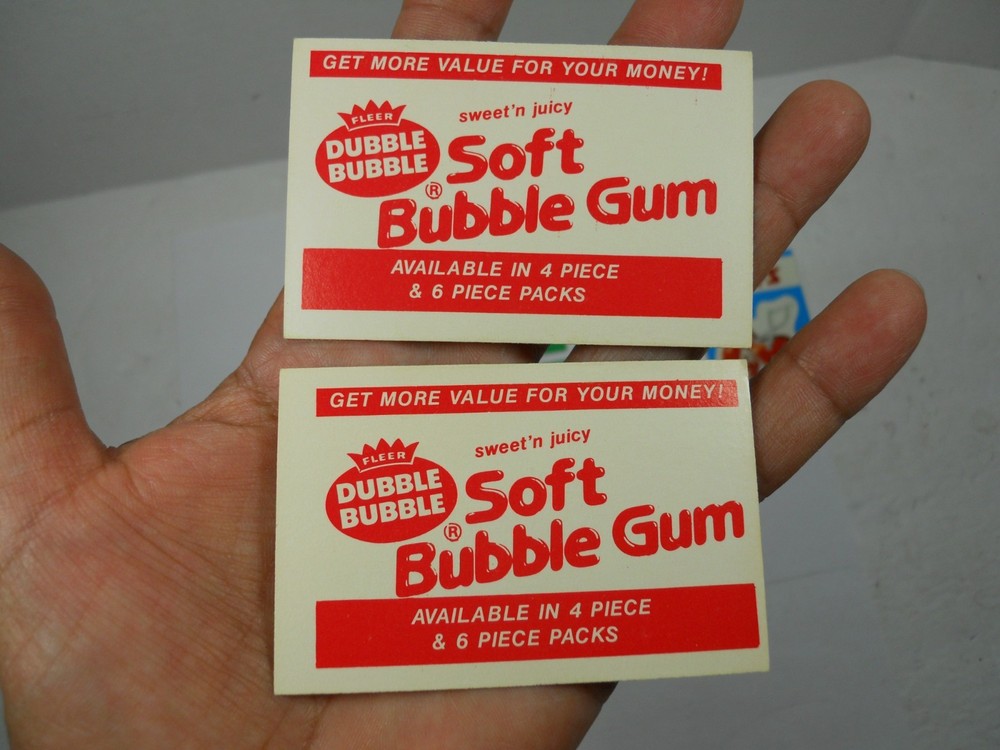 GET MORE VALUE FOR YOUR MONEY!
FLEER
DUBBLE
BUBBLE
®
sweet'n juicy
Soft
Bubble Gum
AVAILABLE IN 4 PIECE
& 6 PIECE PACKS
GET MORE VALUE FOR YOUR MONEY!
FLEER
DUBBLE
BUBBLE
®
sweet'n juicy
Soft
Bubble Gum
AVAILABLE IN 4 PIECE
& 6 PIECE PACKS